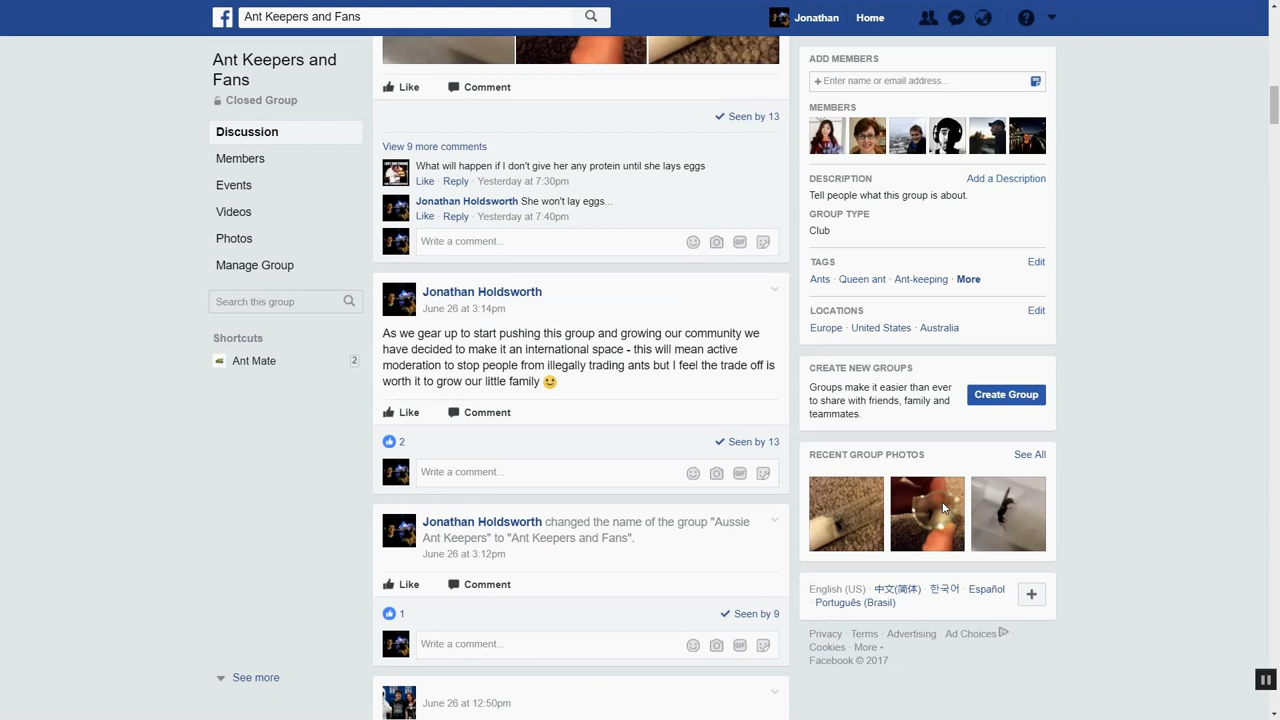 Ant Keepers and Fans
Jonathan
Home
Ant Keepers and
Fans
Closed Group
Discussion
Members
Events
Videos
Photos
Manage Group
Search this group
Shortcuts
Ant Mate
2
See more
Like
Comment
Seen by 13
View 9 more comments
What will happen if I don't give her any protein until she lays eggs
Like · Reply · Yesterday at 7:30pm
Jonathan Holdsworth She won't lay eggs...
Like · Reply · Yesterday at 7:40pm
Write a comment...
Jonathan Holdsworth
June 26 at 3:14pm
As we gear up to start pushing this group and growing our community we
have decided to make it an international space - this will mean active
moderation to stop people from illegally trading ants but I feel the trade off is
worth it to grow our little family
Like
Comment
2
Seen by 13
Write a comment...
Jonathan Holdsworth changed the name of the group "Aussie
Ant Keepers" to "Ant Keepers and Fans".
June 26 at 3:12pm
Like
Comment
1
Seen by 9
Write a comment...
June 26 at 12:50pm
ADD MEMBERS
+ Enter name or email address...
MEMBERS
DESCRIPTION
Add a Description
Tell people what this group is about.
GROUP TYPE
Club
TAGS
Edit
Ants · Queen ant · Ant-keeping · More
LOCATIONS
Edit
Europe · United States · Australia
CREATE NEW GROUPS
Groups make it easier than ever
to share with friends, family and
teammates.
Create Group
RECENT GROUP PHOTOS
See All
English (US) · 中文(简体) · 한국어 · Español
· Português (Brasil)
Privacy · Terms · Advertising · Ad Choices ·
Cookies · More
Facebook © 2017